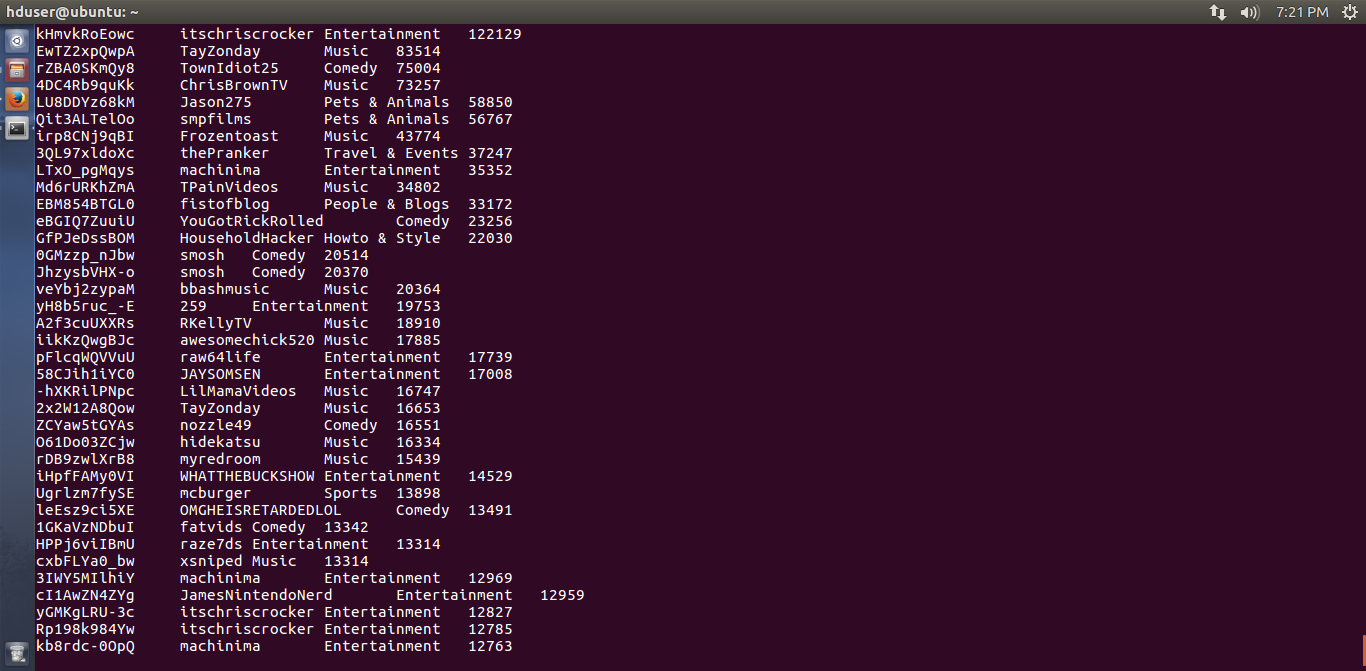 hduser@ubuntu: ~ 7:21 PM
kHmvkRoEowc itschriscrocker Entertainment 122129
EwTZ2xpQwpA TayZonday Music 83514
rZBA0SKmQy8 TownIdiot25 Comedy 75004
4DC4Rb9quKk ChrisBrownTV Music 73257
LU8DDYz68kM Jason275 Pets & Animals 58850
Qit3ALTelOo smpfilms Pets & Animals 56767
irp8CNj9qBI Frozentoast Music 43774
3QL97xldoXc thePranker Travel & Events 37247
LTxO_pgMqys machinima Entertainment 35352
Md6rURKhZmA TPainVideos Music 34802
EBM854BTGL0 fistofblog People & Blogs 33172
eBGIQ7ZuuiU YouGotRickRolled Comedy 23256
GfPJeDssBOM HouseholdHacker Howto & Style 22030
0GMzzp_nJbw smosh Comedy 20514
JhzysbVHX-o smosh Comedy 20370
veYbj2zypaM bbashmusic Music 20364
yH8b5ruc_-E 259 Entertainment 19753
A2f3cuUXXRs RKellyTV Music 18910
iikKzQwgBJc awesomechick520 Music 17885
pFlcqWQVVuU raw64life Entertainment 17739
58CJih1iYC0 JAYSOMSEN Entertainment 17008
-hXKRilPNpc LilMamaVideos Music 16747
2x2W12A8Qow TayZonday Music 16653
ZCYaw5tGYAs nozzle49 Comedy 16551
O61Do03ZCjw hidekatsu Music 16334
rDB9zwlXrB8 myredroom Music 15439
iHpfFAMy0VI WHATTHEBUCKSHOW Entertainment 14529
Ugrlzm7fySE mcburger Sports 13898
leEsz9ci5XE OMGHEISRETARDEDLOL Comedy 13491
1GKaVzNDbuI fatvids Comedy 13342
HPPj6viIBmU raze7ds Entertainment 13314
cxbFLYa0_bw xsniped Music 13314
3IWY5MIlhiY machinima Entertainment 12969
cI1AwZN4ZYg JamesNintendoNerd Entertainment 12959
yGMKgLRU-3c itschriscrocker Entertainment 12827
Rp198k984Yw itschriscrocker Entertainment 12785
kb8rdc-0OpQ machinima Entertainment 12763